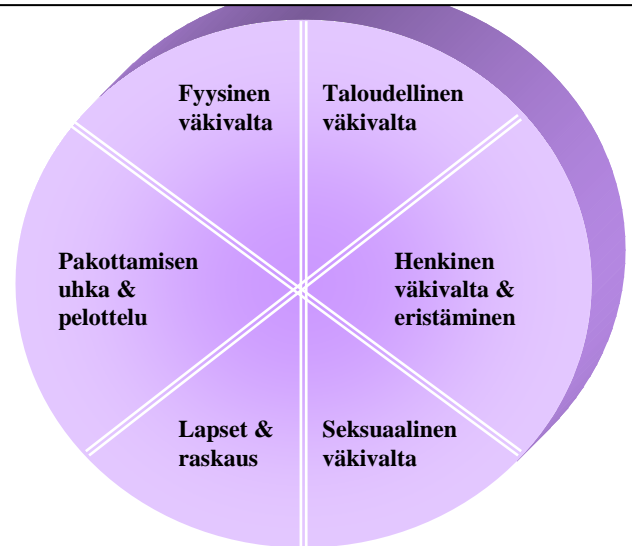 Fyysinen
väkivalta
Taloudellinen
väkivalta
Pakottamisen
uhka &
pelottelu
Henkinen
väkivalta &
eristäminen
Lapset &
raskaus
Seksuaalinen
väkivalta